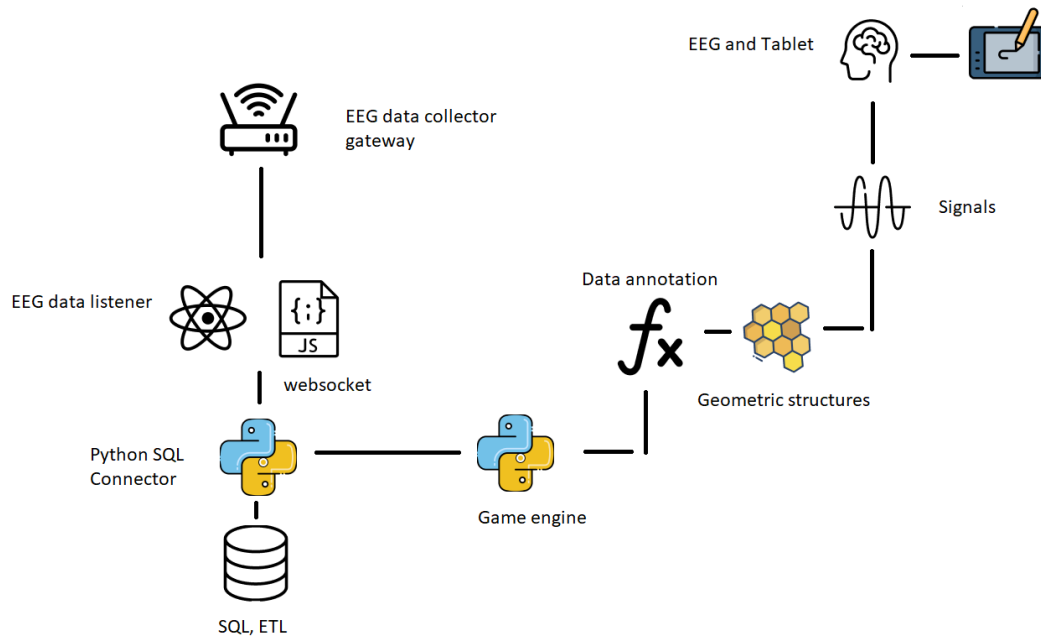 EEG and Tablet
EEG data collector
gateway
Signals
Data annotation
EEG data listener
{;}
JS
fx
websocket
Geometric structures
Python SQL
Connector
Game engine
SQL, ETL